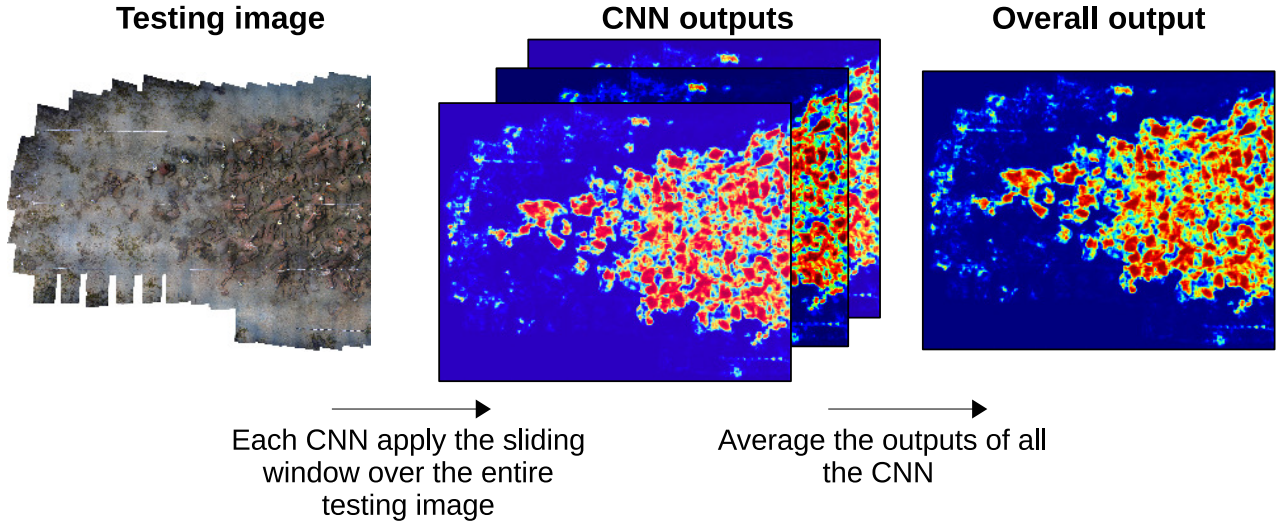 Testing image
CNN outputs
Overall output
Each CNN apply the sliding
window over the entire
testing image
Average the outputs of all
the CNN